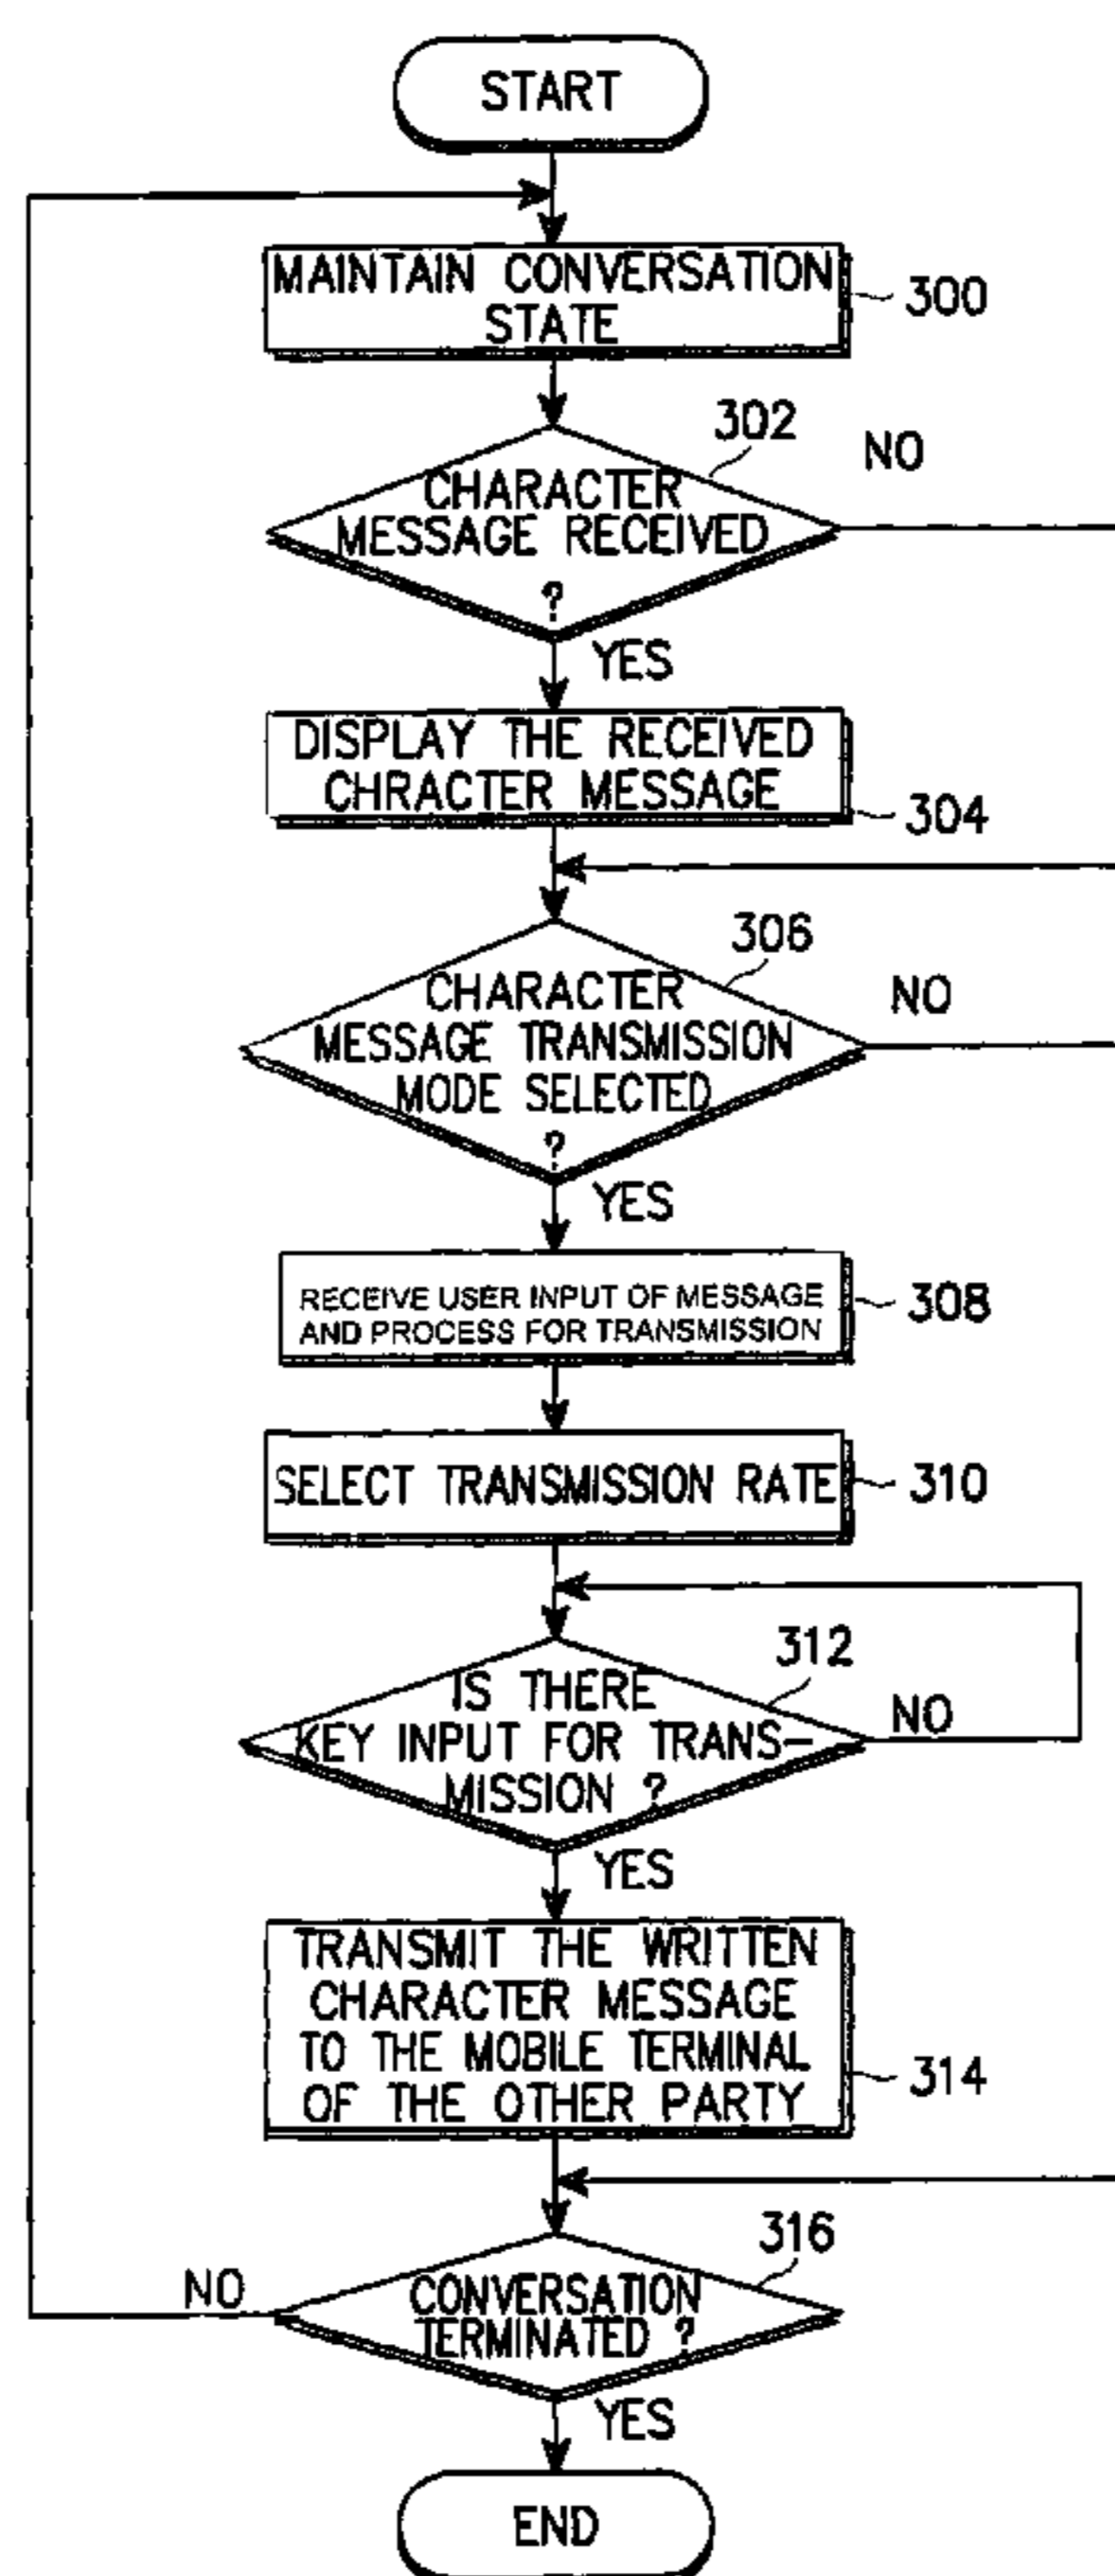 START
MAINTAIN CONVERSATION
STATE
300
302
NO
CHARACTER
MESSAGE RECEIVED
?
YES
DISPLAY THE RECEIVED
CHRACTER MESSAGE
304
306
NO
CHARACTER
MESSAGE TRANSMISSION
MODE SELECTED
?
YES
RECEIVE USER INPUT OF MESSAGE
AND PROCESS FOR TRANSMISSION
308
SELECT TRANSMISSION RATE
310
312
IS THERE
KEY INPUT FOR TRANS-
MISSION ?
NO
YES
TRANSMIT THE WRITTEN
CHARACTER MESSAGE
TO THE MOBILE TERMINAL
OF THE OTHER PARTY
314
316
NO
CONVERSATION
TERMINATED ?
YES
END